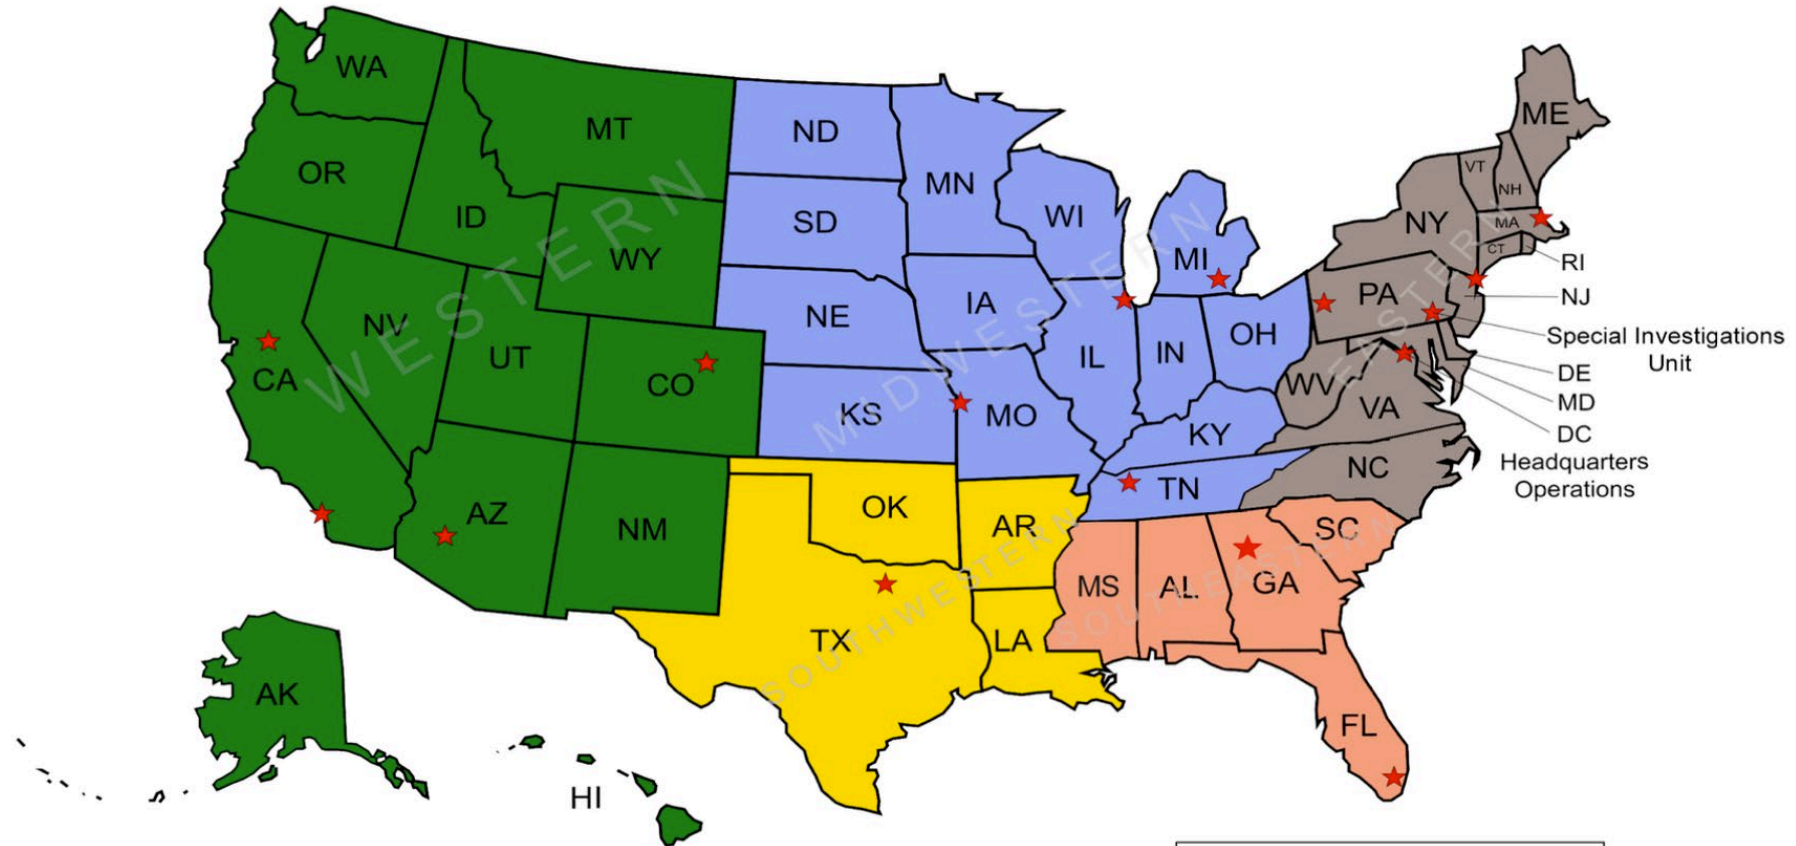 WA
MT
ND
MN
ME
OR
ID
WY
SD
WI
MI
NY
VT
NH
MA
CT
RI
NJ
NV
UT
CO
NE
IA
IL
IN
OH
PA
Special Investigations
Unit
DE
MD
DC
Headquarters
Operations
CA
KS
MO
KY
WV
VA
AZ
NM
OK
AR
TN
NC
SC
TX
LA
MS
AL
GA
FL
AK
HI
WESTERN
MIDWESTERN
EASTERN
SOUTHWESTERN
SOUTHEASTERN